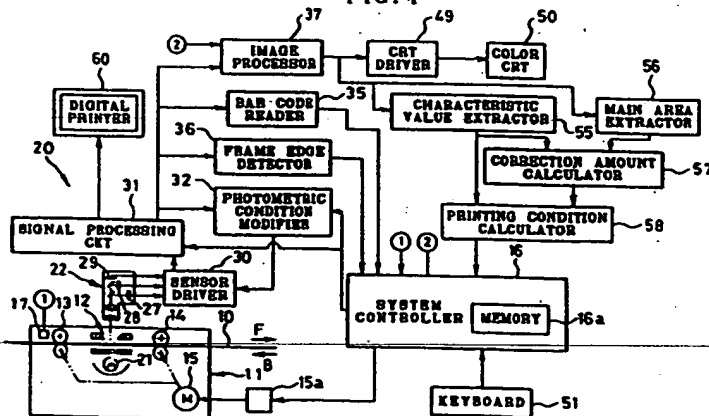 37
49
50
2
IMAGE PROCESSOR
CRT DRIVER
COLOR CRT
60
35
56
DIGITAL PRINTER
BAR CODE READER
CHARACTERISTIC VALUE EXTRACTOR
MAIN AREA EXTRACTOR
36
55
20
FRAME EDGE DETECTOR
CORRECTION AMOUNT CALCULATOR
57
32
31
PHOTOMETRIC CONDITION MODIFIER
PRINTING CONDITION CALCULATOR
58
SIGNAL PROCESSING CKT
1
2
16
29
30
22
SENSOR DRIVER
27
28
SYSTEM CONTROLLER
MEMORY
16a
17
1
13
12
14
10
F
B
21
15
11
M
15a
KEYBOARD
51